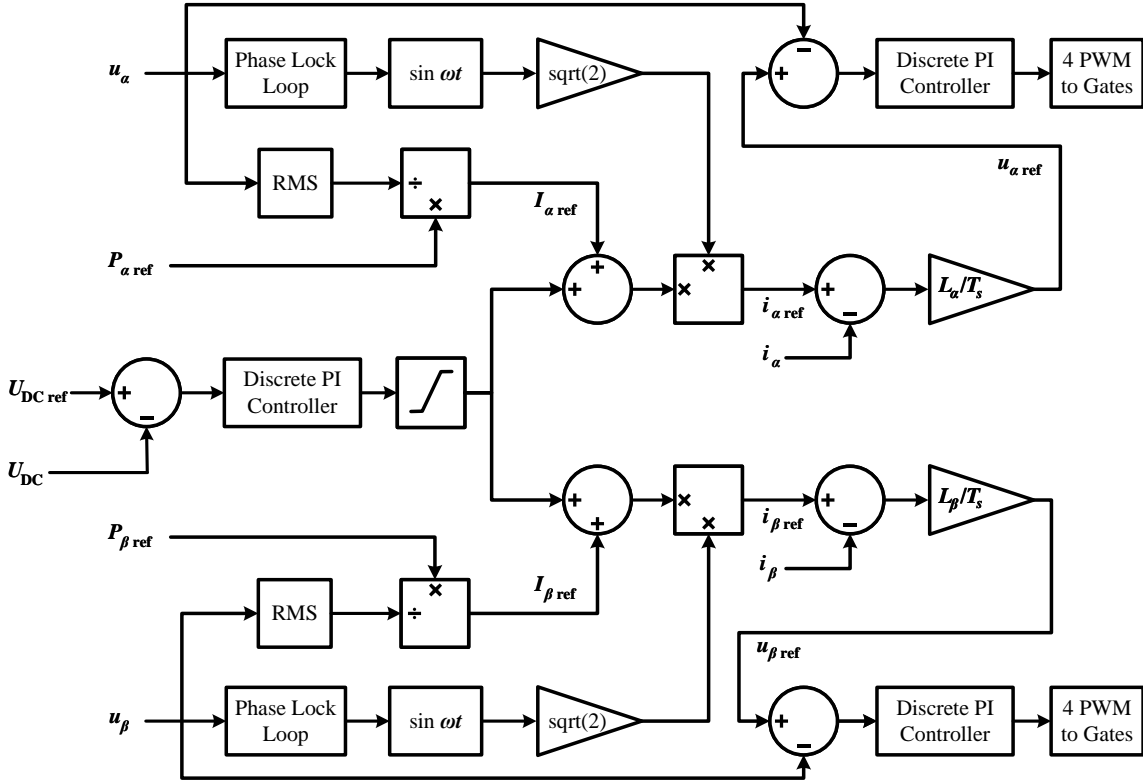 u_α
Phase Lock
Loop
sin ωt
sqrt(2)
−
+
Discrete PI
Controller
4 PWM
to Gates
RMS
÷
×
I_α ref
u_α ref
P_α ref
+
+
×
×
i_α ref
+
−
L_α/T_s
i_α
U_DC ref
+
−
Discrete PI
Controller
U_DC
+
+
×
×
i_β ref
+
−
L_β/T_s
i_β
P_β ref
×
÷
RMS
I_β ref
u_β ref
u_β
Phase Lock
Loop
sin ωt
sqrt(2)
+
−
Discrete PI
Controller
4 PWM
to Gates